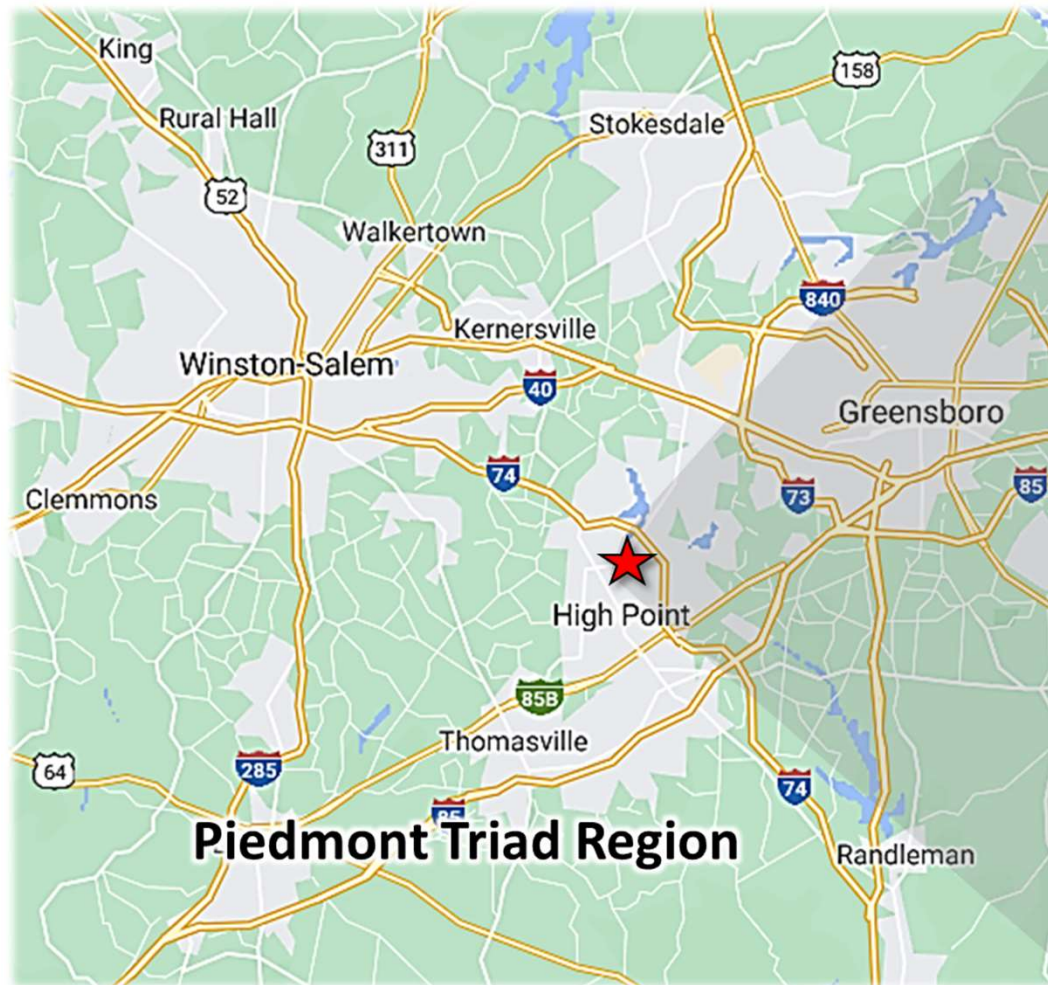 King
158
Rural Hall
Stokesdale
311
52
Walkertown
840
Kernersville
Winston-Salem
40
Greensboro
74
73
85
Clemmons
High Point
85B
Thomasville
64
285
74
85
Piedmont Triad Region
Randleman